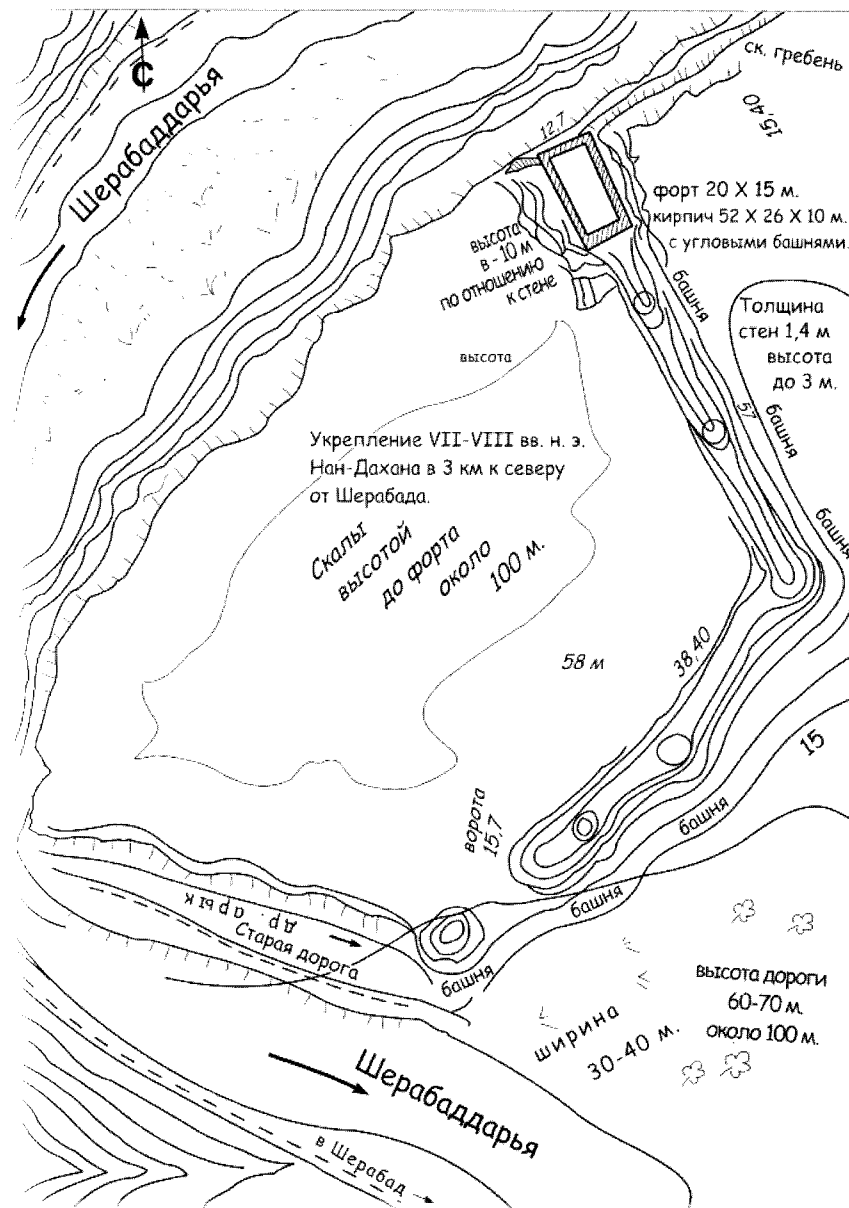 С
Шерабаддарья
ск. гребень
12,7
15,40
форт 20 Х 15 м.
кирпич 52 Х 26 Х 10 м.
с угловыми башнями.
высота
в - 10 м
по отношению
к стене
башня
Толщина
стен 1,4 м
высота
до 3 м.
высота
57
башня
Укрепление VII-VIII вв. н. э.
Нан-Дахана в 3 км к северу
от Шерабада.
башня
Скалы
высотой
до форта
около
100 м.
38,40
58 м
15
ворота
15,7
башня
башня
др. арык
Старая дорога
башня
высота дороги
60-70 м.
около 100 м.
ширина
30-40 м.
Шерабаддарья
в Шерабад